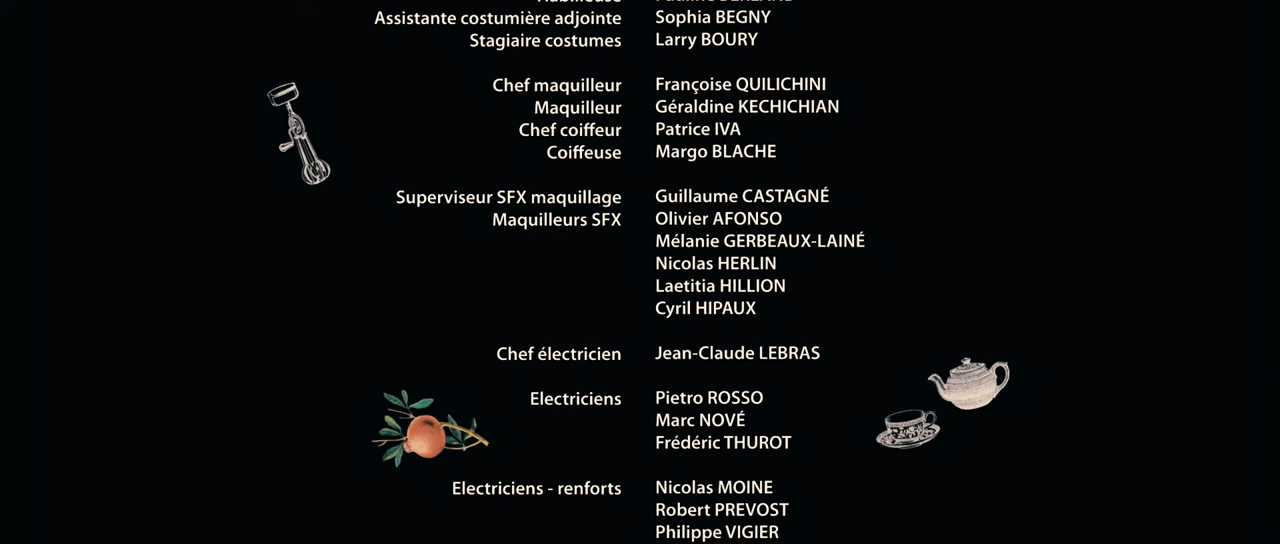 Assistante costumière adjointe Sophia BEGNY
Stagiaire costumes Larry BOURY
Chef maquilleur Françoise QUILICHINI
Maquilleur Géraldine KECHICHIAN
Chef coiffeur Patrice IVA
Coiffeuse Margo BLACHE
Superviseur SFX maquillage Guillaume CASTAGNÉ
Maquilleurs SFX Olivier AFONSO
Mélanie GERBEAUX-LAINÉ
Nicolas HERLIN
Laetitia HILLION
Cyril HIPAUX
Chef électricien Jean-Claude LEBRAS
Electriciens Pietro ROSSO
Marc NOVÉ
Frédéric THUROT
Electriciens - renforts Nicolas MOINE
Robert PREVOST
Philippe VIGIER